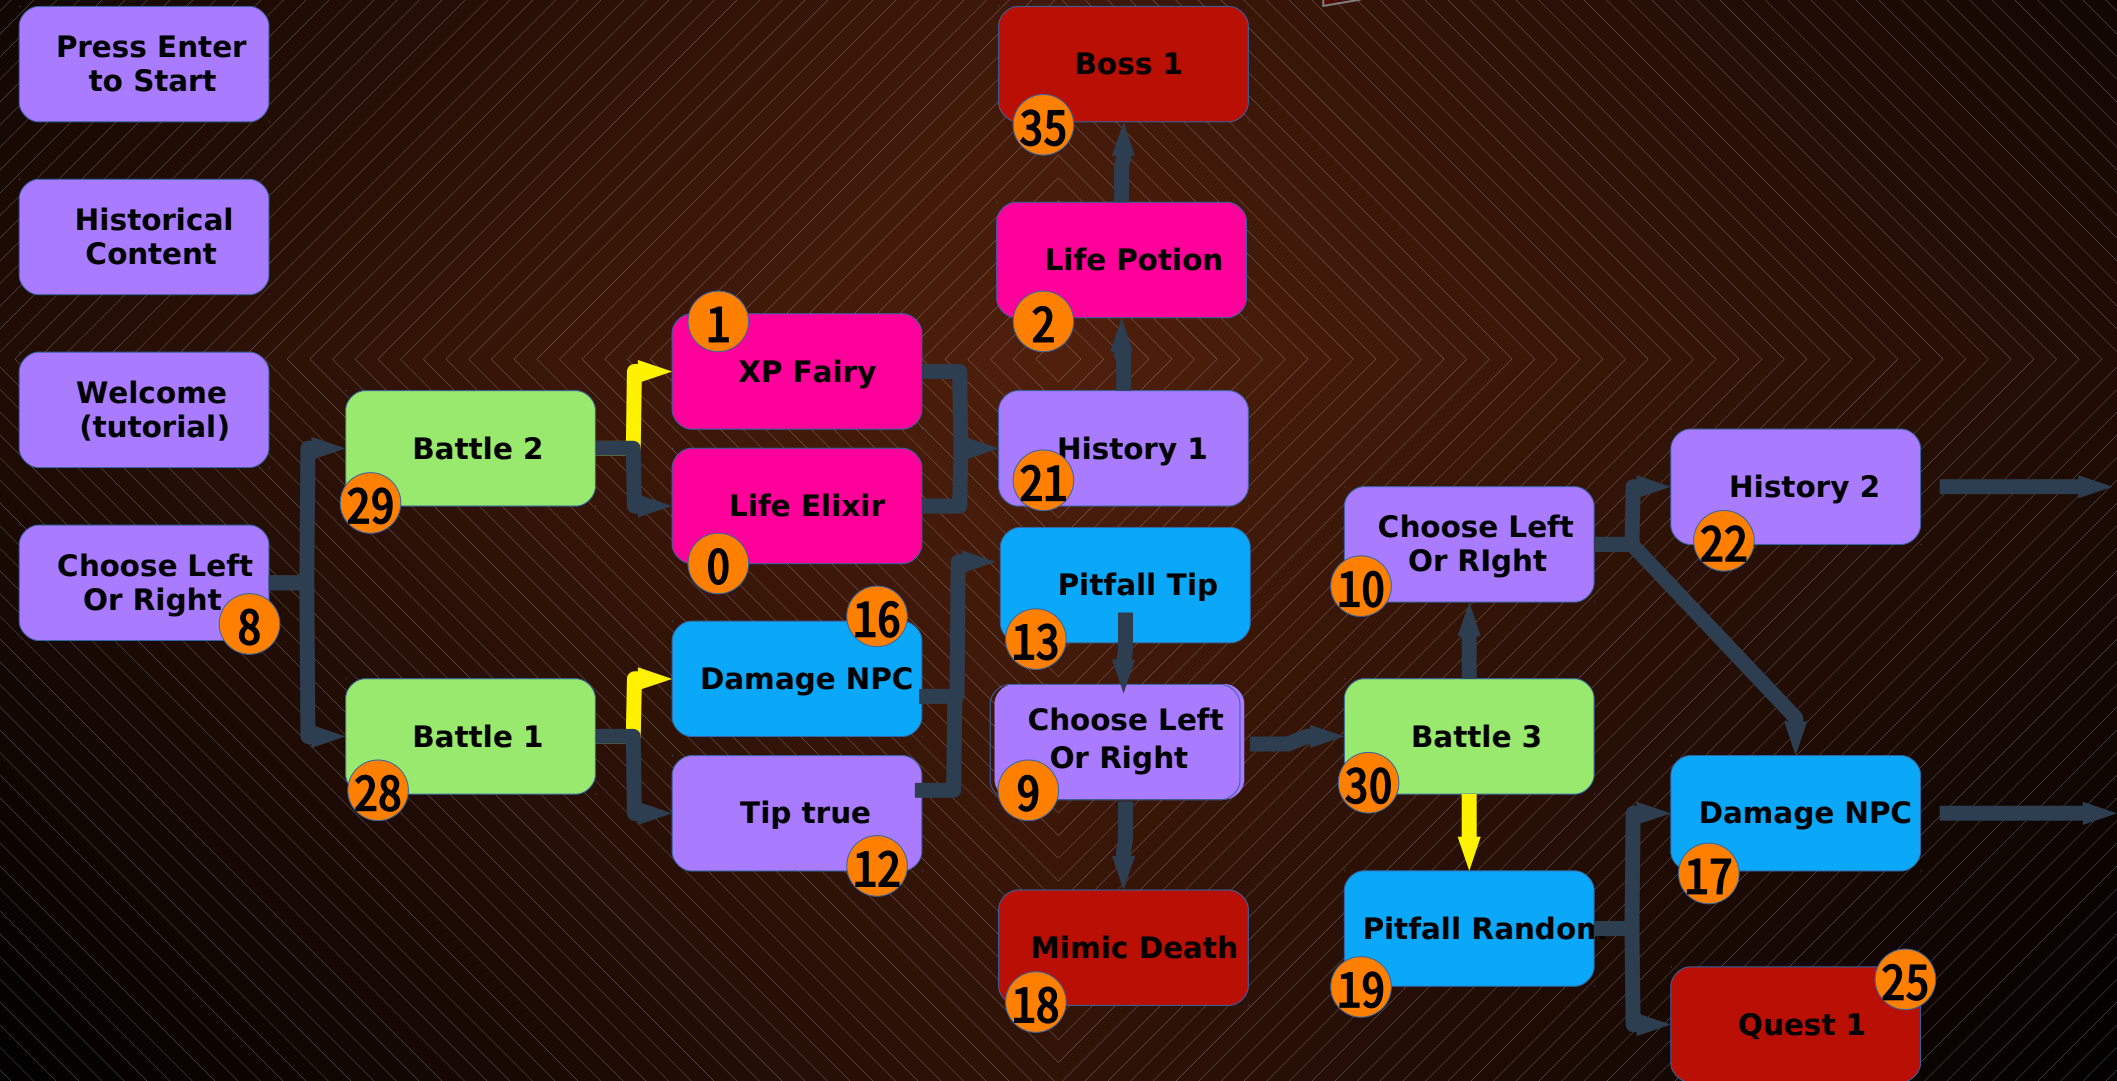 Press Enter
to Start
Historical
Content
Welcome
(tutorial)
Choose Left
Or Right
8
Battle 2
29
Battle 1
28
1
XP Fairy
Life Elixir
0
16
Damage NPC
Tip true
12
Boss 1
35
Life Potion
2
History 1
21
Pitfall Tip
13
Choose Left
Or Right
9
Mimic Death
18
Choose Left
Or RIght
10
Battle 3
30
Pitfall Random
19
History 2
22
Damage NPC
17
25
Quest 1